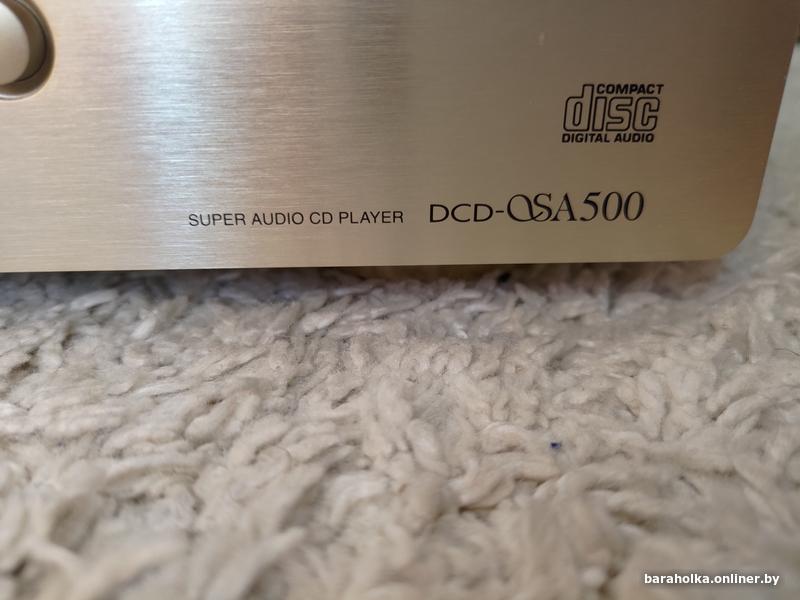 COMPACT
disc
DIGITAL AUDIO
SUPER AUDIO CD PLAYER DCD-SA500
baraholka.onliner.by